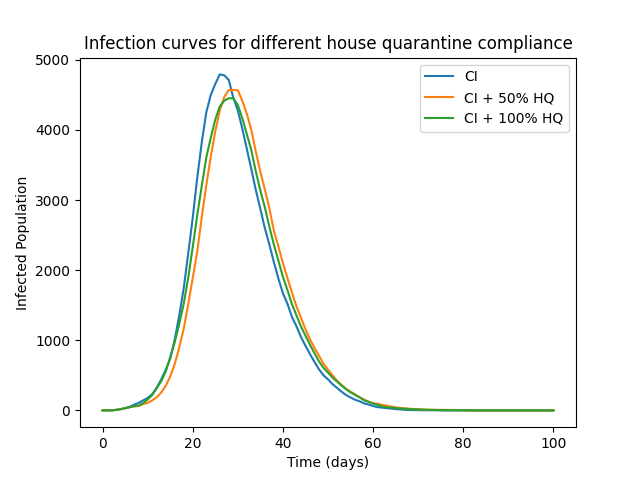 Infection curves for different house quarantine compliance
CI
CI + 50% HQ
CI + 100% HQ
Infected Population
5000
4000
3000
2000
1000
0
0 20 40 60 80 100
Time (days)